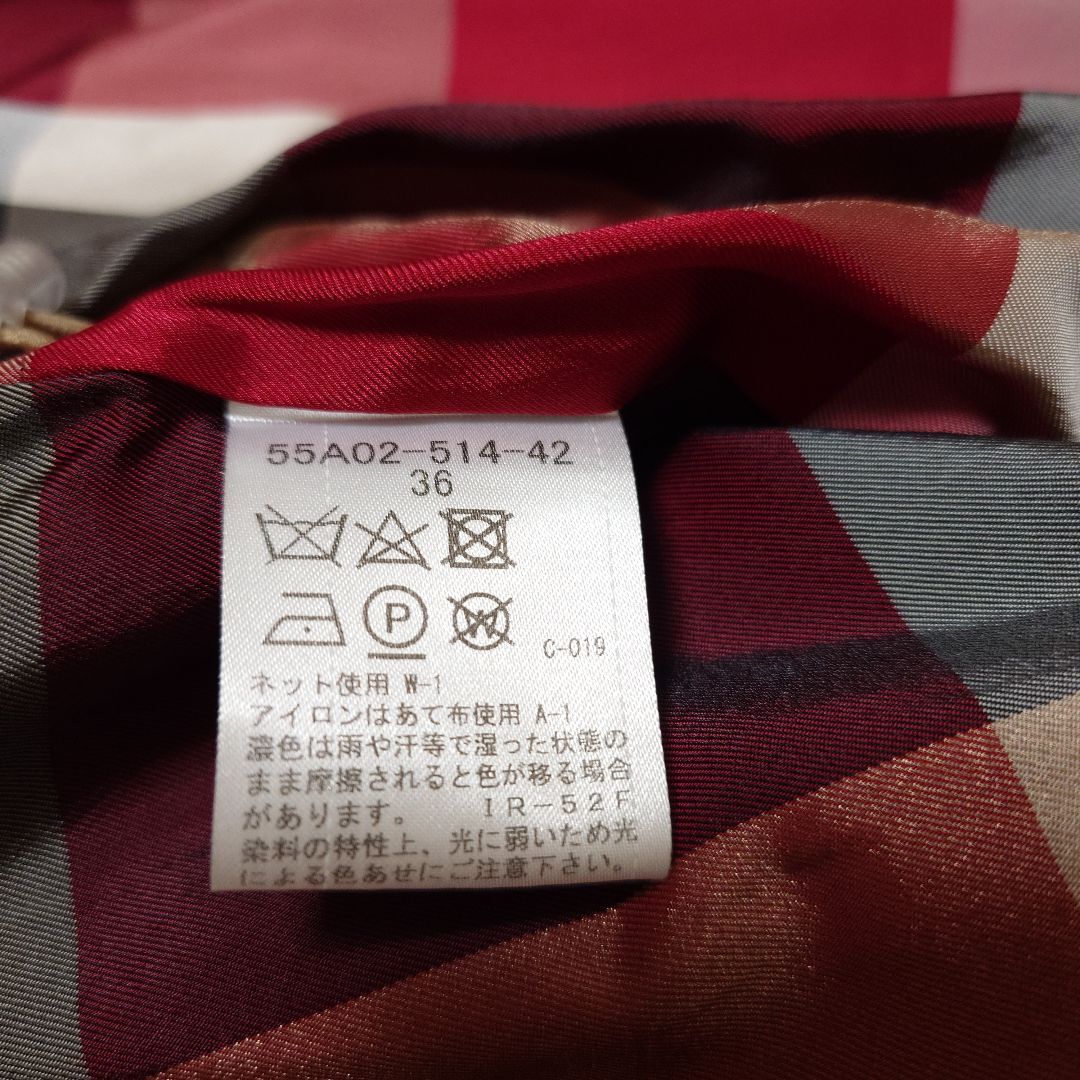 55A02-514-42
36
P W
C-019
ネット使用 W-1
アイロンはあて布使用 A-1
濃色は雨や汗等で湿った状態の
まま摩擦されると色が移る場合
があります。 IR-52F
染料の特性上、光に弱いため光
による色あせにご注意下さい。